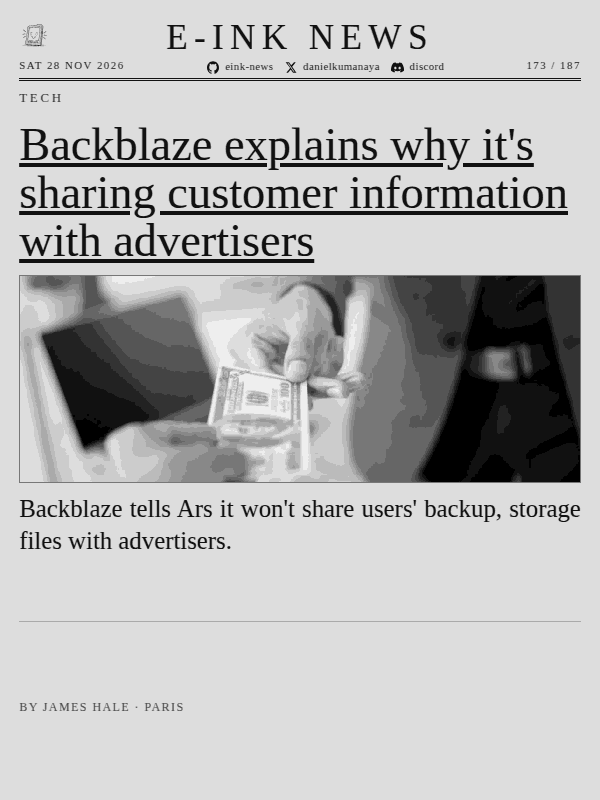 E-INK NEWS
SAT 28 NOV 2026
eink-news
danielkumanaya
discord
173 / 187
TECH
Backblaze explains why it's
sharing customer information
with advertisers
100
Backblaze tells Ars it won't share users' backup, storage
files with advertisers.
BY JAMES HALE · PARIS